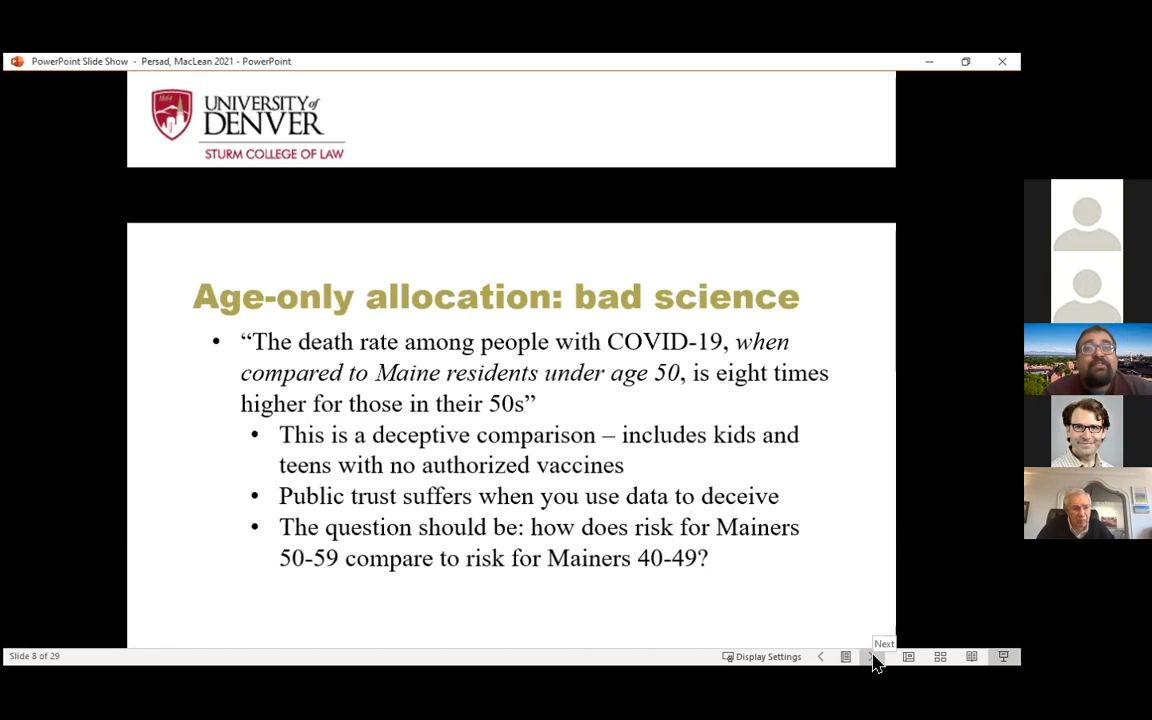 PowerPoint Slide Show - Persad, MacLean 2021 - PowerPoint
1864
UNIVERSITY of
DENVER
STURM COLLEGE OF LAW
Age-only allocation: bad science
• “The death rate among people with COVID-19, when
compared to Maine residents under age 50, is eight times
higher for those in their 50s”
• This is a deceptive comparison – includes kids and
teens with no authorized vaccines
• Public trust suffers when you use data to deceive
• The question should be: how does risk for Mainers
50-59 compare to risk for Mainers 40-49?
Next
Slide 8 of 29
Display Settings